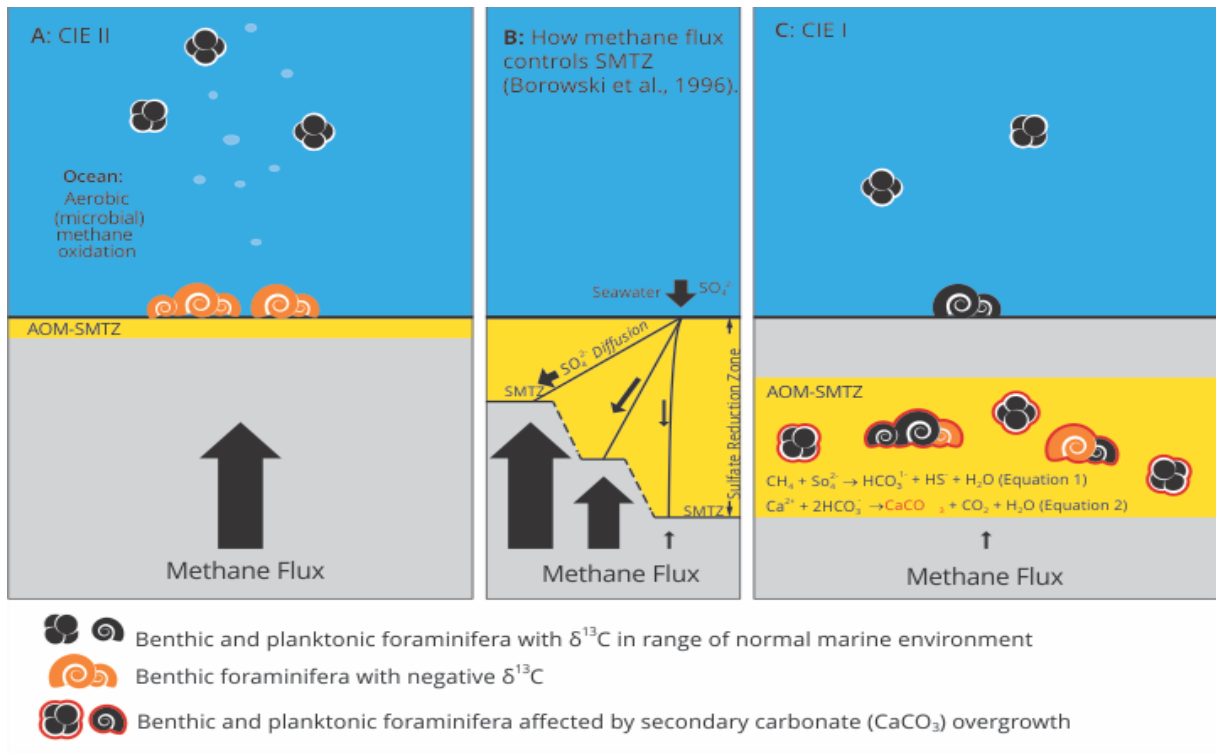 A: CIE II
Ocean:
Aerobic
(microbial)
methane
oxidation
AOM-SMTZ
Methane Flux
B: How methane flux
controls SMTZ
(Borowski et al., 1996).
Seawater
SO₄²
SO₄²⁻ Diffusion
SMTZ
Sulfate Reduction Zone
SMTZ
Methane Flux
C: CIE I
AOM-SMTZ
CH₄ + So₄²⁻ → HCO₃¹⁻ + HS⁻ + H₂O (Equation 1)
Ca²⁺ + 2HCO₃⁻ → CaCO ₃ + CO₂ + H₂O (Equation 2)
Methane Flux
Benthic and planktonic foraminifera with δ¹³C in range of normal marine environment
Benthic foraminifera with negative δ¹³C
Benthic and planktonic foraminifera affected by secondary carbonate (CaCO₃) overgrowth